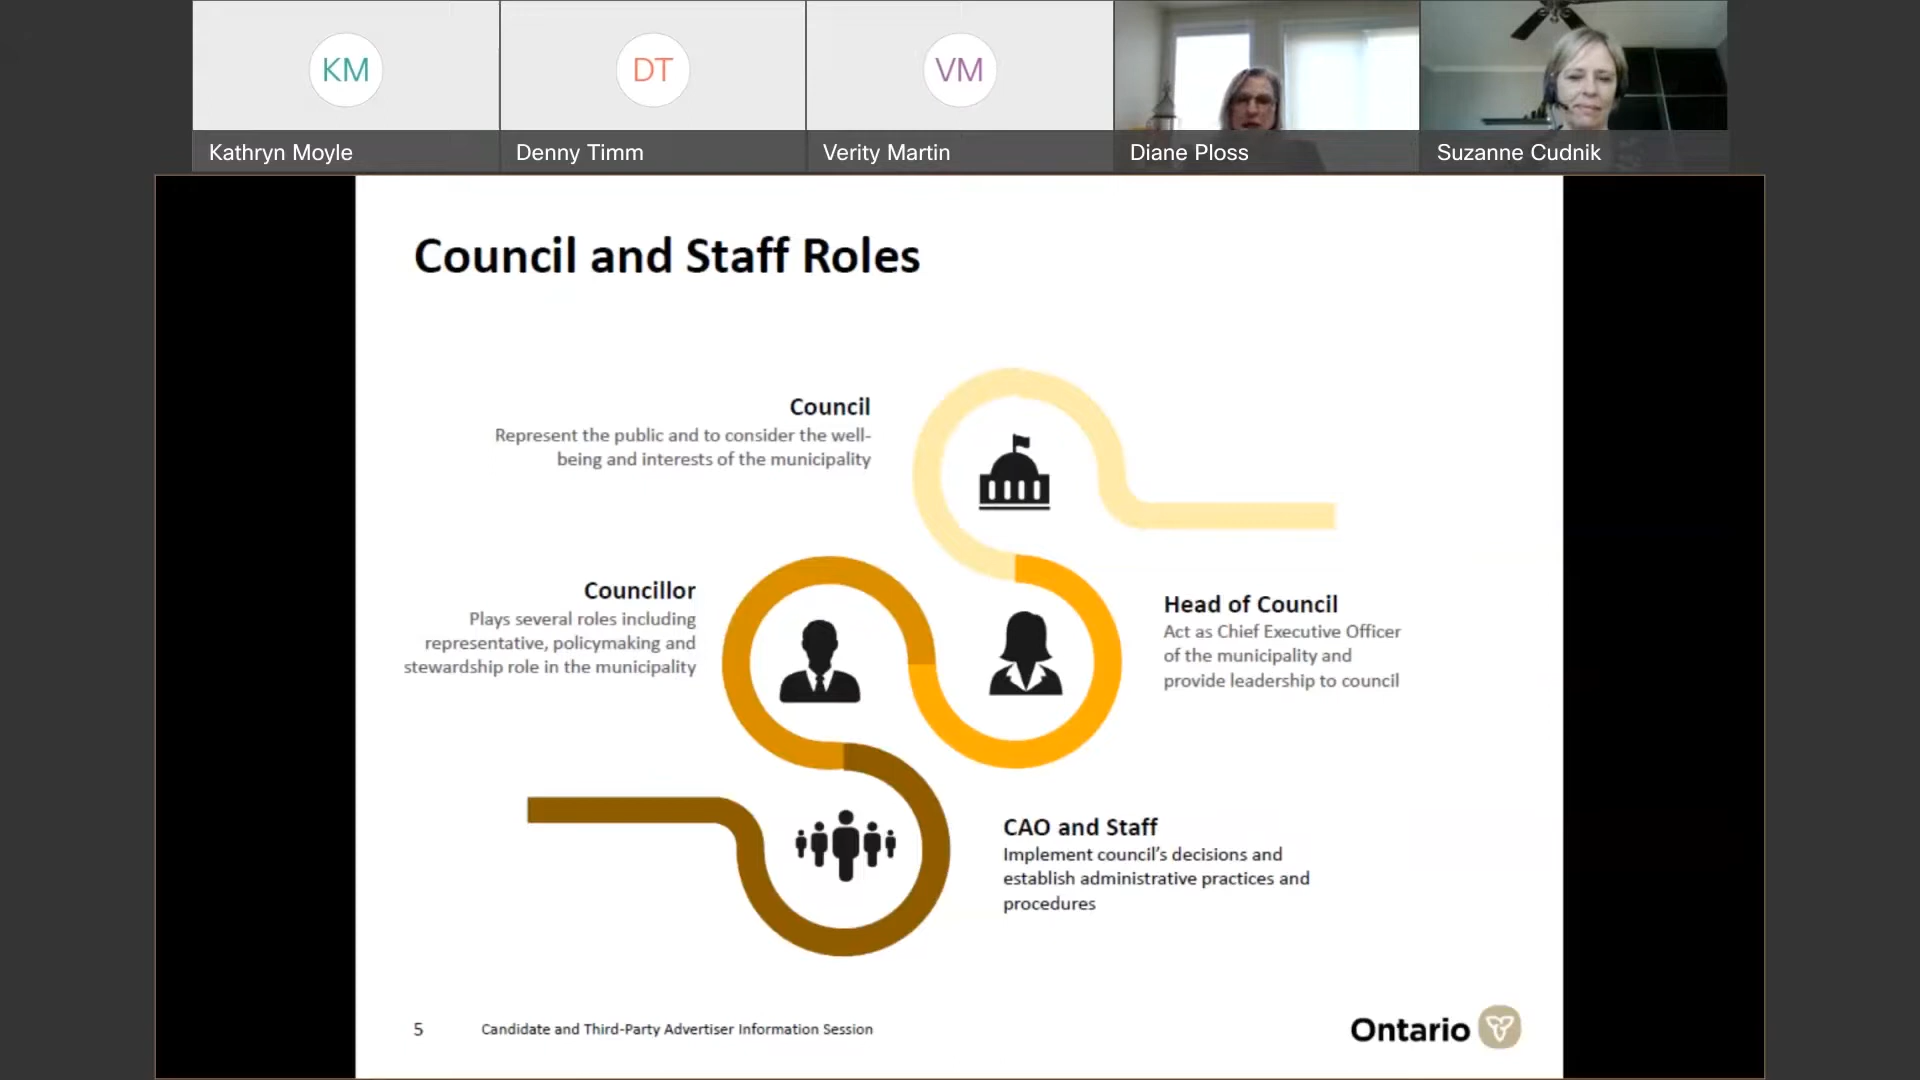 KM
DT
VM
Kathryn Moyle
Denny Timm
Verity Martin
Diane Ploss
Suzanne Cudnik
Council and Staff Roles
Council
Represent the public and to consider the well-
being and interests of the municipality
Councillor
Plays several roles including
representative, policymaking and
stewardship role in the municipality
Head of Council
Act as Chief Executive Officer
of the municipality and
provide leadership to council
CAO and Staff
Implement council’s decisions and
establish administrative practices and
procedures
5
Candidate and Third-Party Advertiser Information Session
Ontario